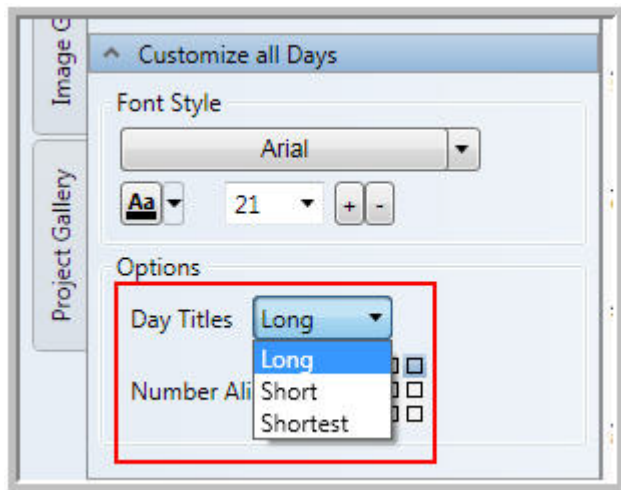 Image G
Project Gallery
Customize all Days
Font Style
Arial
Aa 21 + -
Options
Day Titles Long
Long
Number Ali Short
Shortest